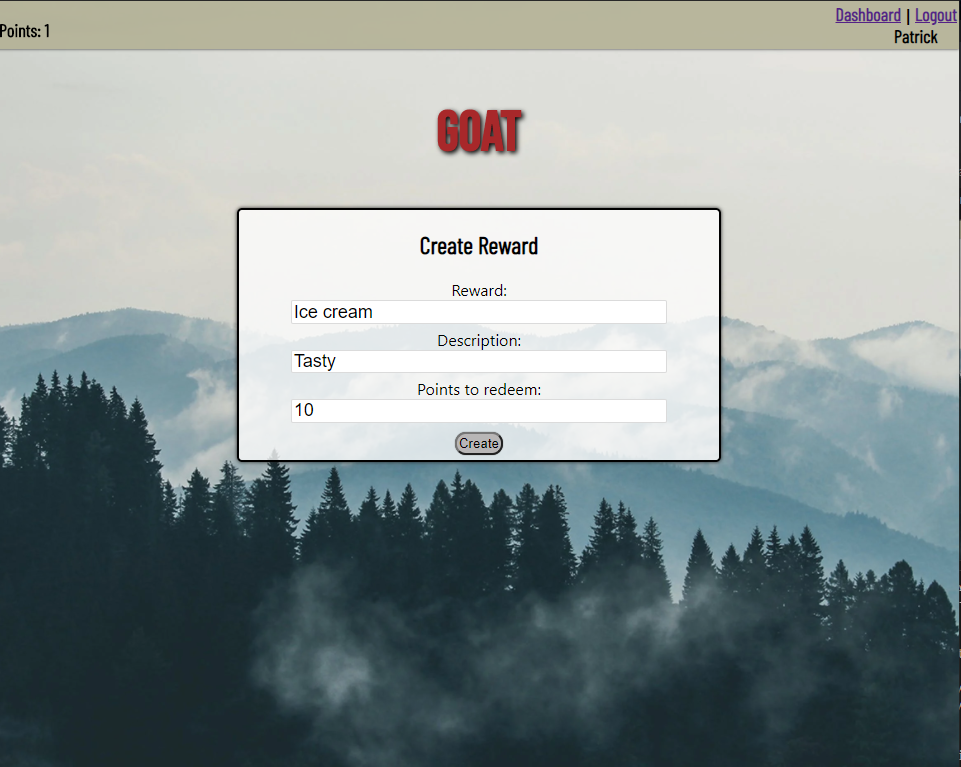 Points: 1
Dashboard | Logout
Patrick
GOAT
Create Reward
Reward:
Ice cream
Description:
Tasty
Points to redeem:
10
Create